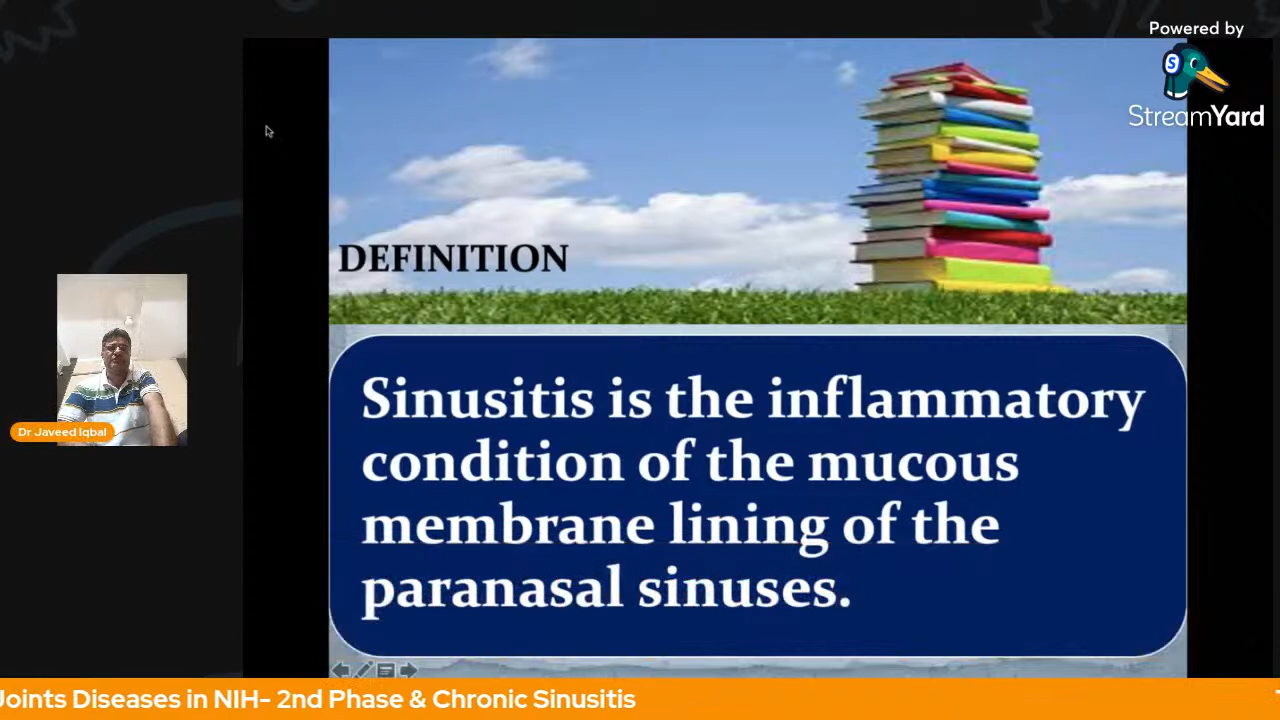 Powered by
StreamYard
DEFINITION
Sinusitis is the inflammatory
condition of the mucous
membrane lining of the
paranasal sinuses.
Dr Javeed Iqbal
Joints Diseases in NIH- 2nd Phase & Chronic Sinusitis